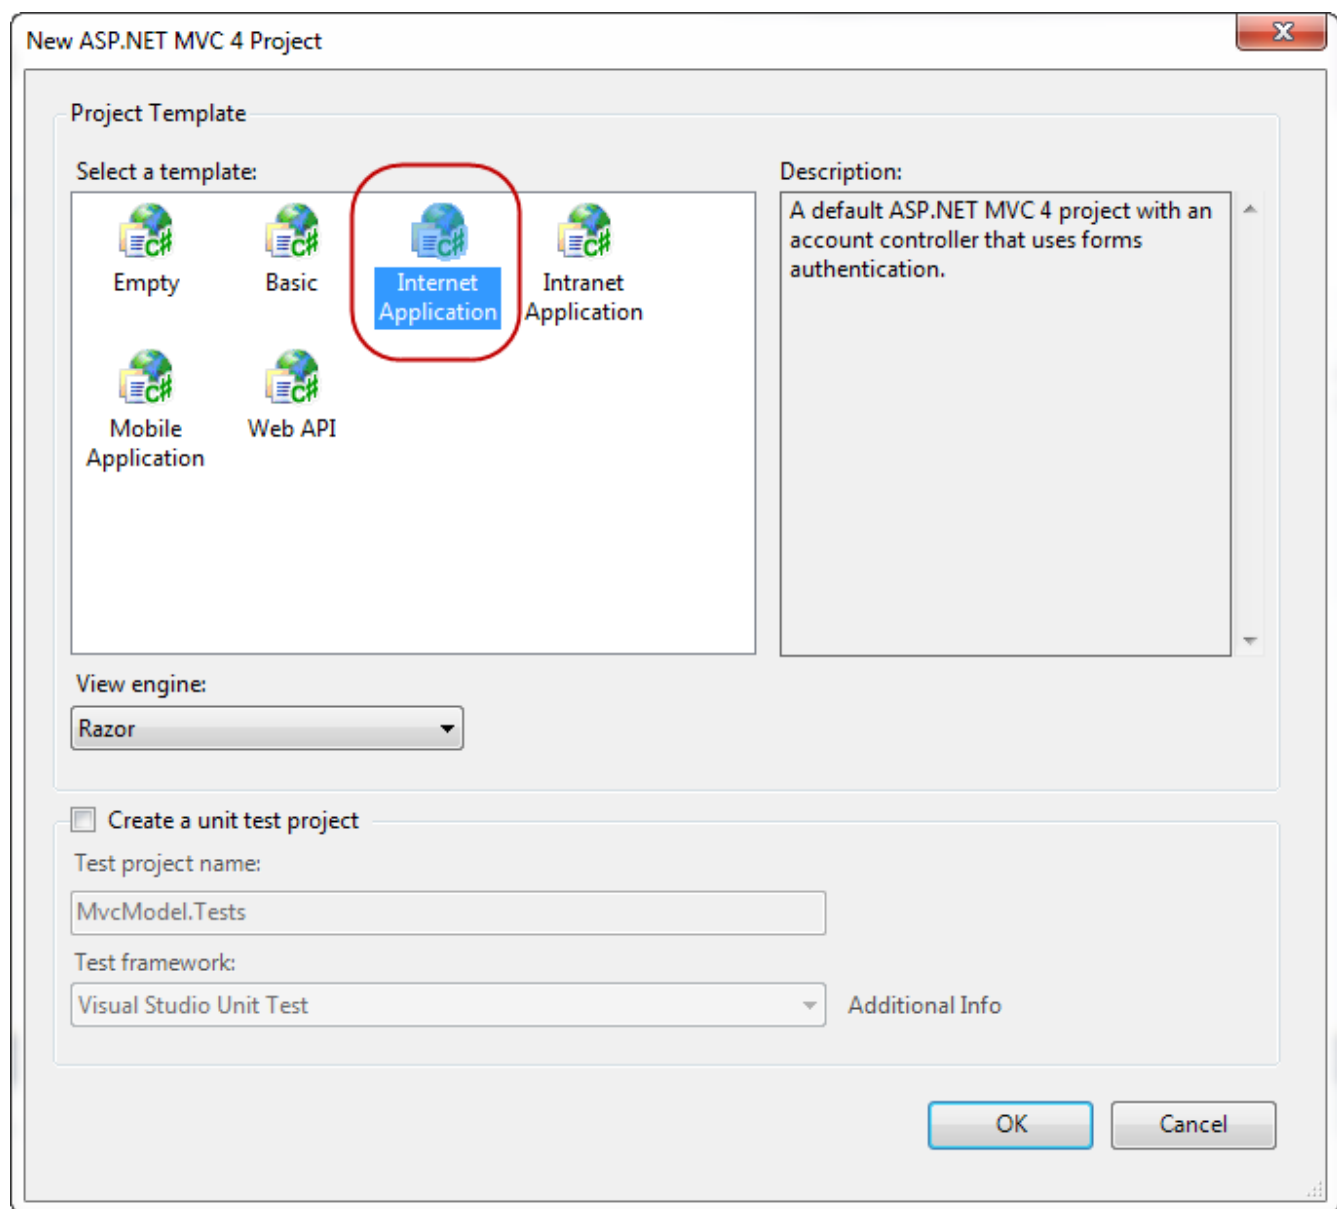 New ASP.NET MVC 4 Project
Project Template
Select a template:
Description:
Empty
Basic
Internet
Application
Intranet
Application
Mobile
Application
Web API
A default ASP.NET MVC 4 project with an
account controller that uses forms
authentication.
View engine:
Razor
Create a unit test project
Test project name:
MvcModel.Tests
Test framework:
Visual Studio Unit Test
Additional Info
OK
Cancel